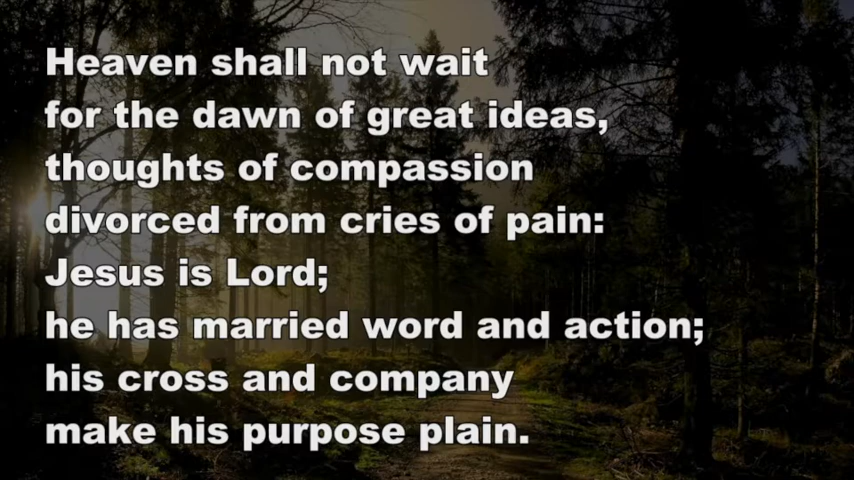 Heaven shall not wait
for the dawn of great ideas,
thoughts of compassion
divorced from cries of pain:
Jesus is Lord;
he has married word and action;
his cross and company
make his purpose plain.